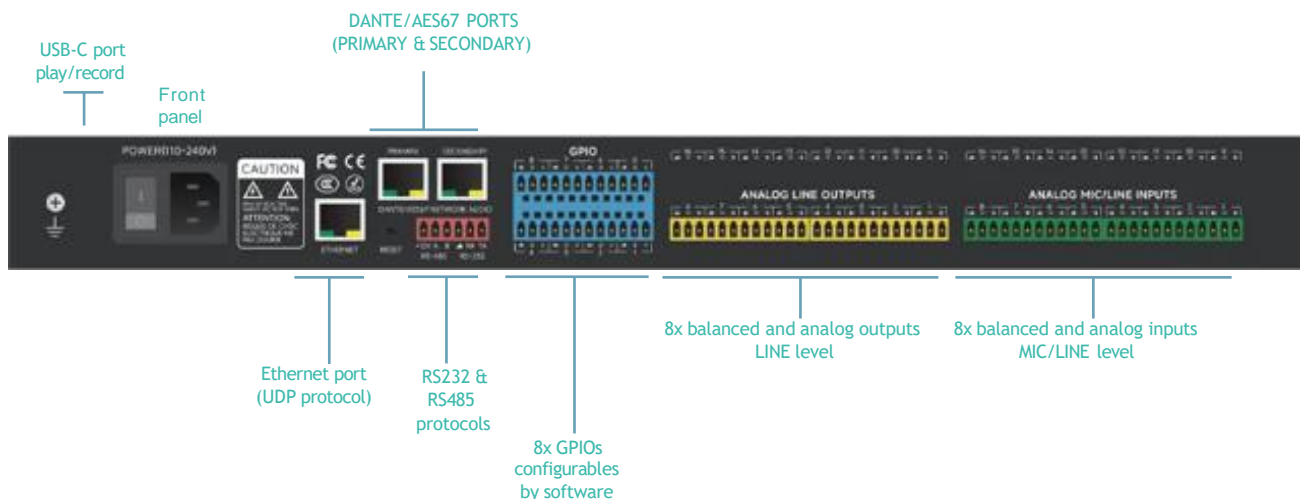 DANTE/AES67 PORTS
(PRIMARY & SECONDARY)
USB-C port
play/record
Front
panel
POWER(110-240V)
CAUTION
FC CE
PRIMARY
SECONDARY
GPIO
ANALOG LINE OUTPUTS
ANALOG MIC/LINE INPUTS
ETHERNET
RESET
RS-485
RS-232
8x balanced and analog outputs
LINE level
8x balanced and analog inputs
MIC/LINE level
Ethernet port
(UDP protocol)
RS232 &
RS485
protocols
8x GPIOs
configurables
by software